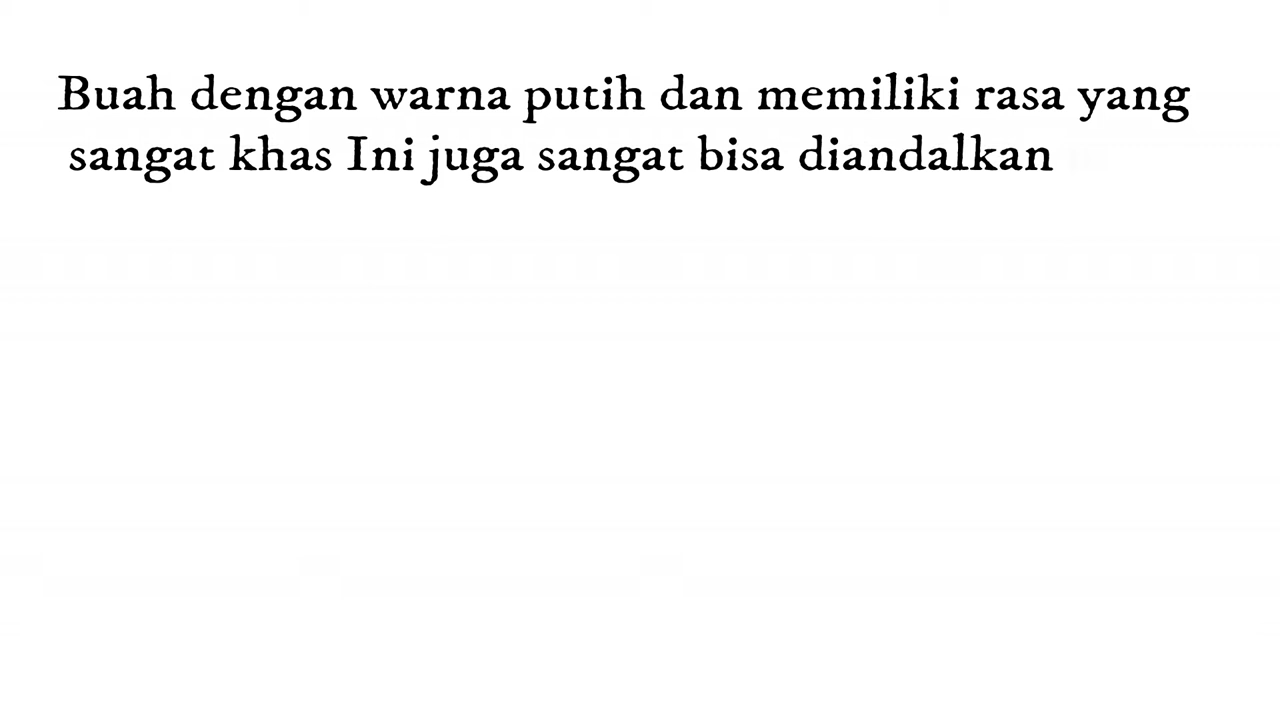 Buah dengan warna putih dan memiliki rasa yang
sangat khas Ini juga sangat bisa diandalkan